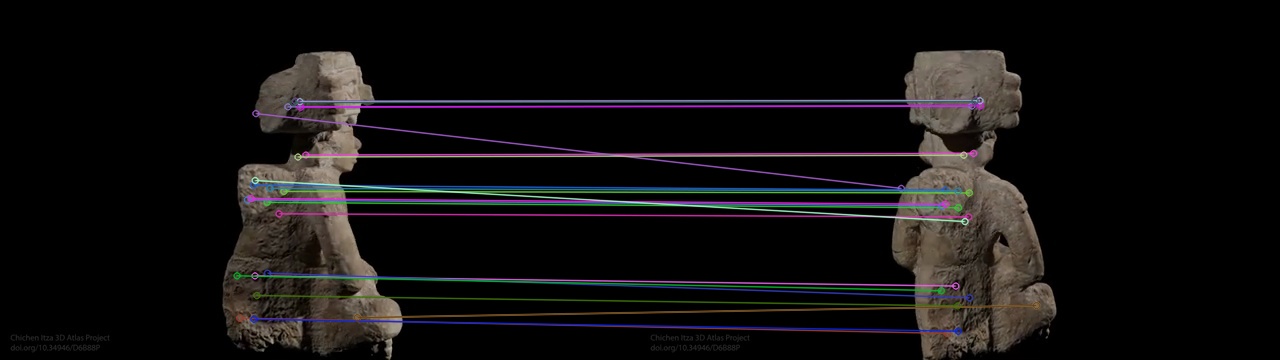 Chichen Itza 3D Atlas Project
doi.org/10.34946/D6B88P
Chichen Itza 3D Atlas Project
doi.org/10.34946/D6B88P